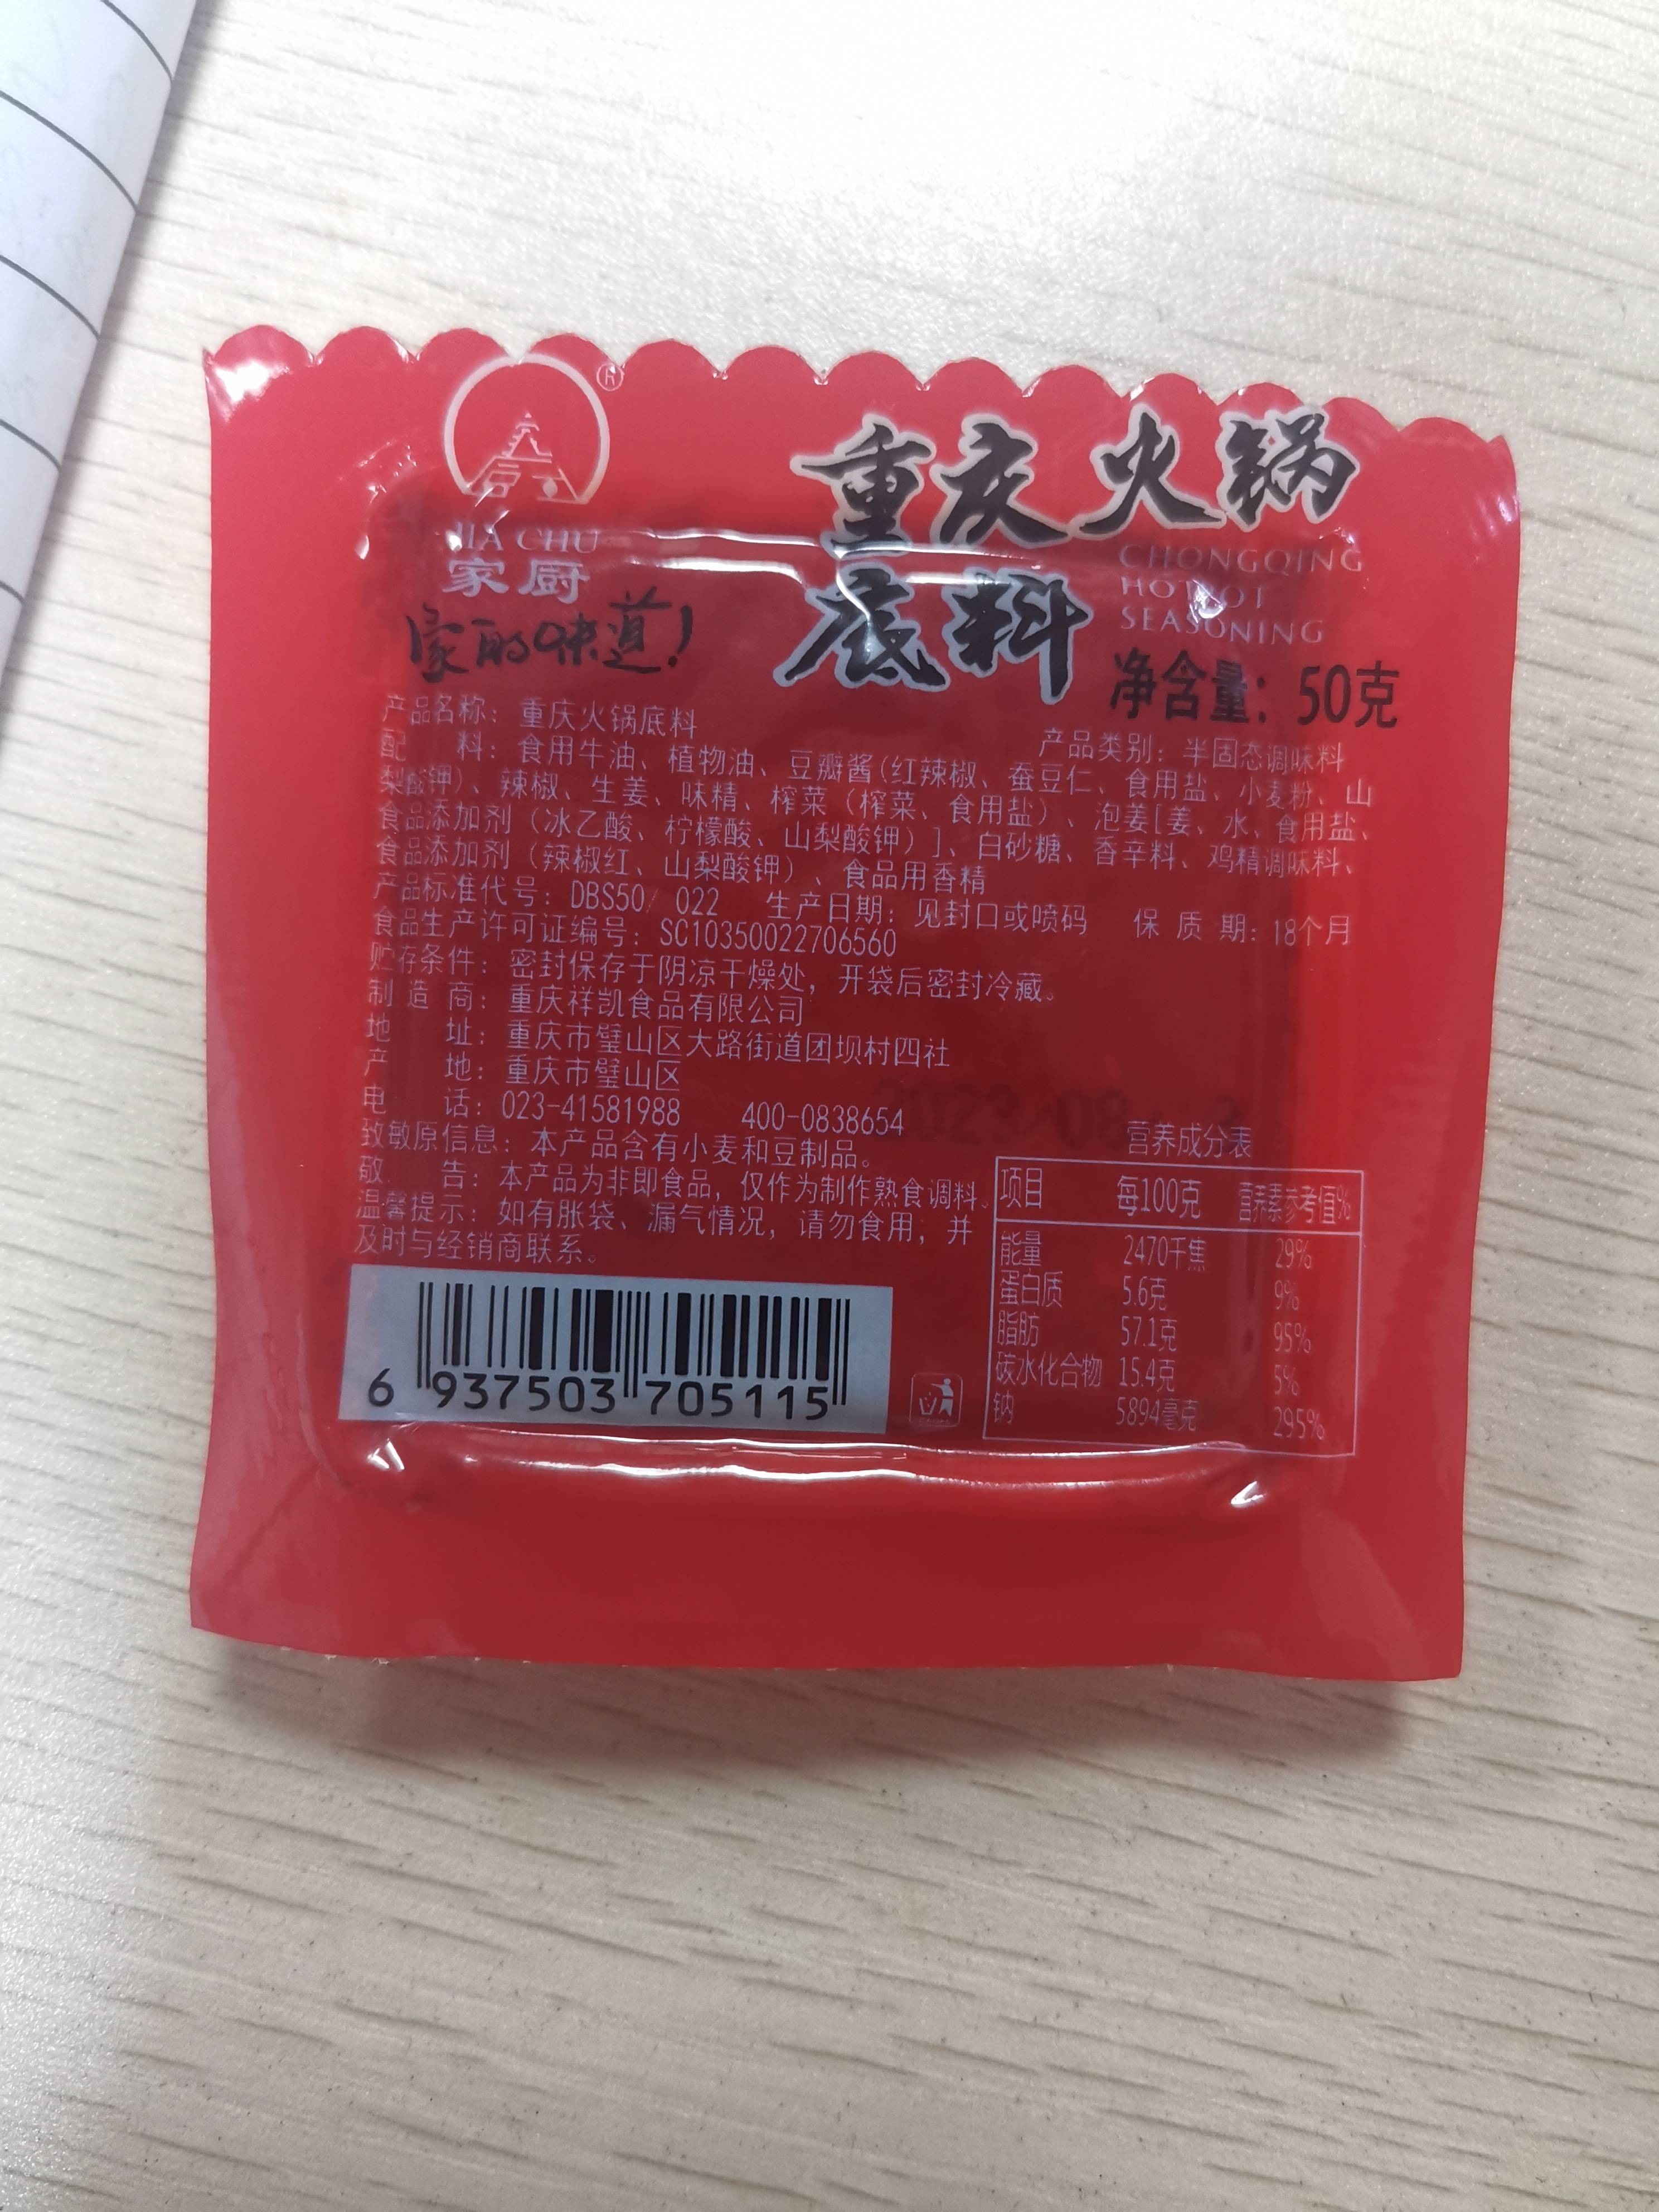 JIA CHU
家厨
家的味道！
重庆火锅
底料
CHONGQING
HOTPOT
SEASONING
净含量：50克
产品名称：重庆火锅底料 产品类别：半固态调味料
配 料：食用牛油、植物油、豆瓣酱(红辣椒、蚕豆仁、食用盐、小麦粉、山
梨酸钾)、辣椒、生姜、味精、榨菜（榨菜、食用盐）、泡姜[姜、水、食用盐、
食品添加剂（冰乙酸、柠檬酸、山梨酸钾）]、白砂糖、香辛料、鸡精调味料、
食品添加剂（辣椒红、山梨酸钾）、食品用香精
产品标准代号：DBS50/ 022 生产日期：见封口或喷码 保 质 期：18个月
食品生产许可证编号：SC10350022706560
贮存条件：密封保存于阴凉干燥处，开袋后密封冷藏。
制 造 商：重庆祥凯食品有限公司
地 址：重庆市璧山区大路街道团坝村四社
产 地：重庆市璧山区
电 话：023-41581988 400-0838654
致敏原信息：本产品含有小麦和豆制品。
敬 告：本产品为非即食品，仅作为制作熟食调料。
温馨提示：如有胀袋、漏气情况，请勿食用，并
及时与经销商联系。
2023 08
营养成分表
项目 每100克 营养素参考值%
能量 2470千焦 29%
蛋白质 5.6克 9%
脂肪 57.1克 95%
碳水化合物 15.4克 5%
钠 5894毫克 295%
6 937503 705115